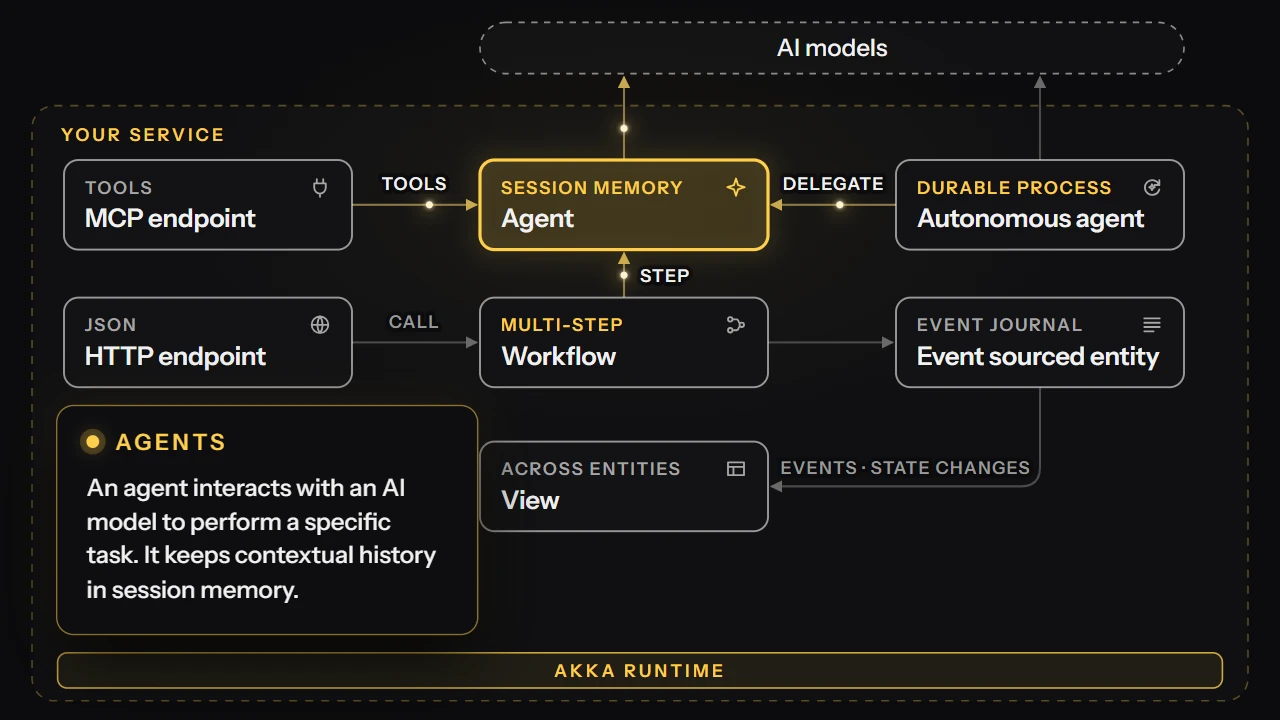 AI models
YOUR SERVICE
TOOLS
MCP endpoint
TOOLS
SESSION MEMORY
Agent
DELEGATE
DURABLE PROCESS
Autonomous agent
STEP
JSON
HTTP endpoint
CALL
MULTI-STEP
Workflow
EVENT JOURNAL
Event sourced entity
AGENTS
An agent interacts with an AI
model to perform a specific
task. It keeps contextual history
in session memory.
ACROSS ENTITIES
View
EVENTS · STATE CHANGES
AKKA RUNTIME